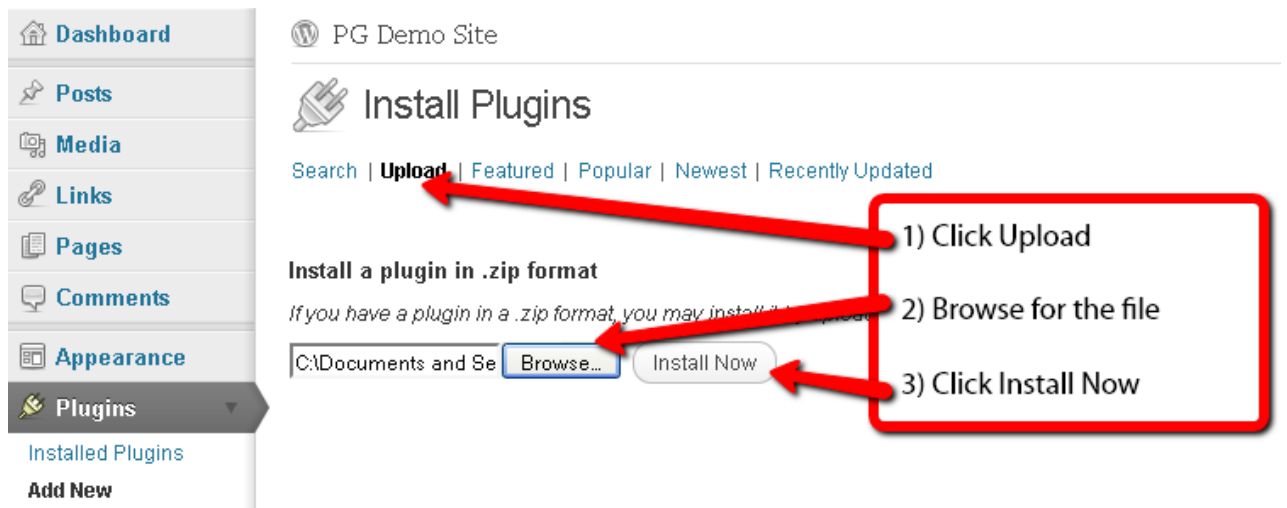 Dashboard
Posts
Media
Links
Pages
Comments
Appearance
Plugins
Installed Plugins
Add New
PG Demo Site
Install Plugins
Search | Upload | Featured | Popular | Newest | Recently Updated
Install a plugin in .zip format
If you have a plugin in a .zip format, you may install it by
C:\Documents and Se Browse... Install Now
1) Click Upload
2) Browse for the file
3) Click Install Now